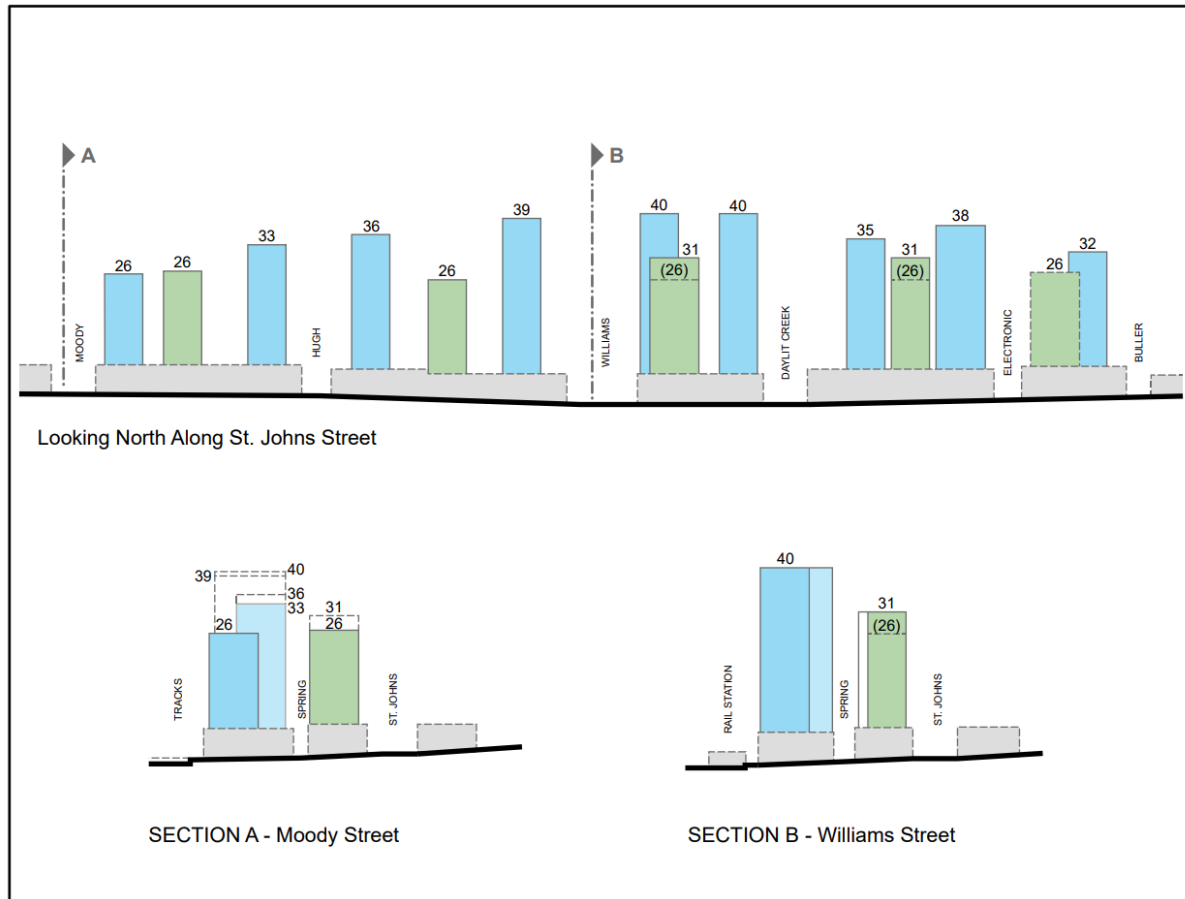 A
B
39
40
40
36
38
33
35
31
31
32
26
26
26
(26)
(26)
26
MOODY
HUGH
WILLIAMS
DAYLIT CREEK
ELECTRONIC
BULLER
Looking North Along St. Johns Street
39
40
36
33
26
31
26
TRACKS
SPRING
ST. JOHNS
SECTION A - Moody Street
40
31
(26)
RAIL STATION
SPRING
ST. JOHNS
SECTION B - Williams Street